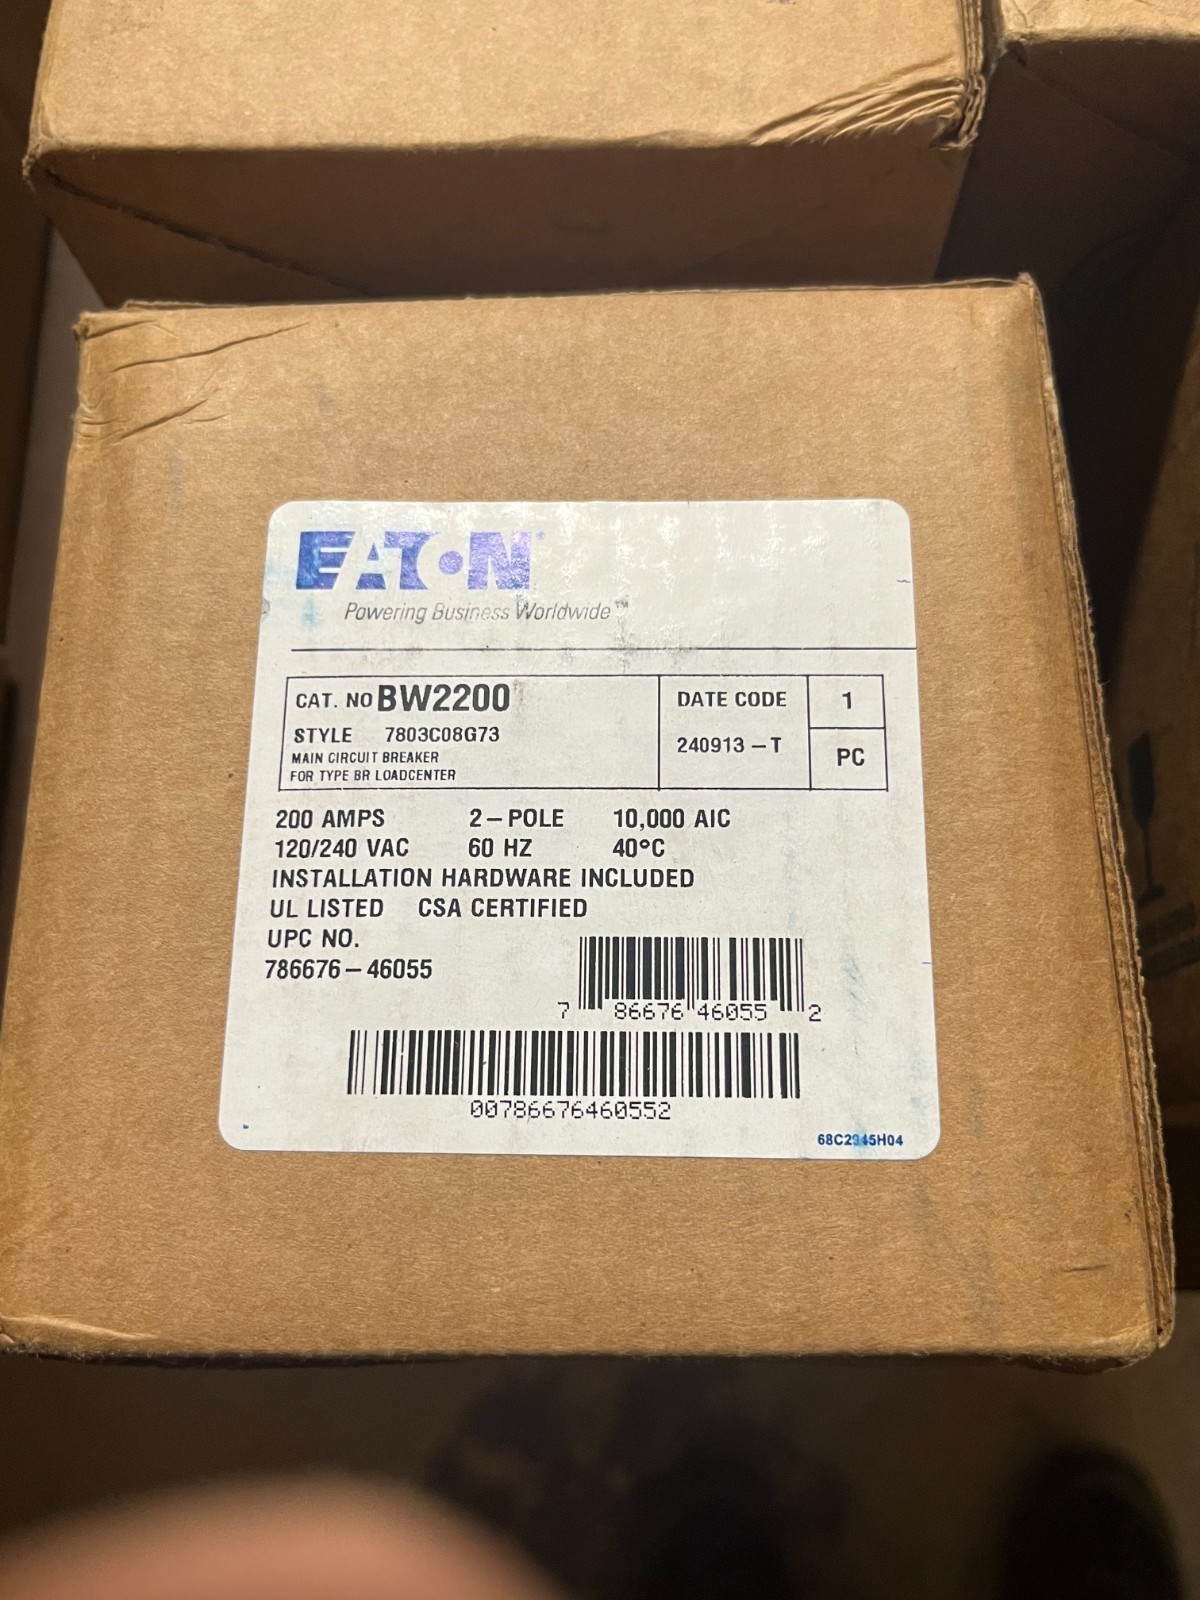 EATON
Powering Business Worldwide™
CAT. NO BW2200
STYLE 7803C08G73
MAIN CIRCUIT BREAKER
FOR TYPE BR LOADCENTER
DATE CODE
240913-T
1
PC
200 AMPS 2-POLE 10,000 AIC
120/240 VAC 60 HZ 40°C
INSTALLATION HARDWARE INCLUDED
UL LISTED CSA CERTIFIED
UPC NO.
786676-46055
7 86676 46055 2
00786676460552
68C2945H04